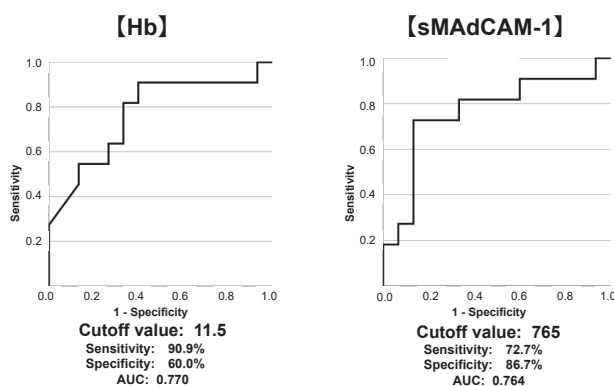 【Hb】
1.0
0.8
0.6
0.4
0.2
Sensitivity
0.0 0.2 0.4 0.6 0.8 1.0
1 - Specificity
Cutoff value: 11.5
Sensitivity: 90.9%
Specificity: 60.0%
AUC: 0.770
【sMAdCAM-1】
1.0
0.8
0.6
0.4
0.2
Sensitivity
0.0 0.2 0.4 0.6 0.8 1.0
1 - Specificity
Cutoff value: 765
Sensitivity: 72.7%
Specificity: 86.7%
AUC: 0.764